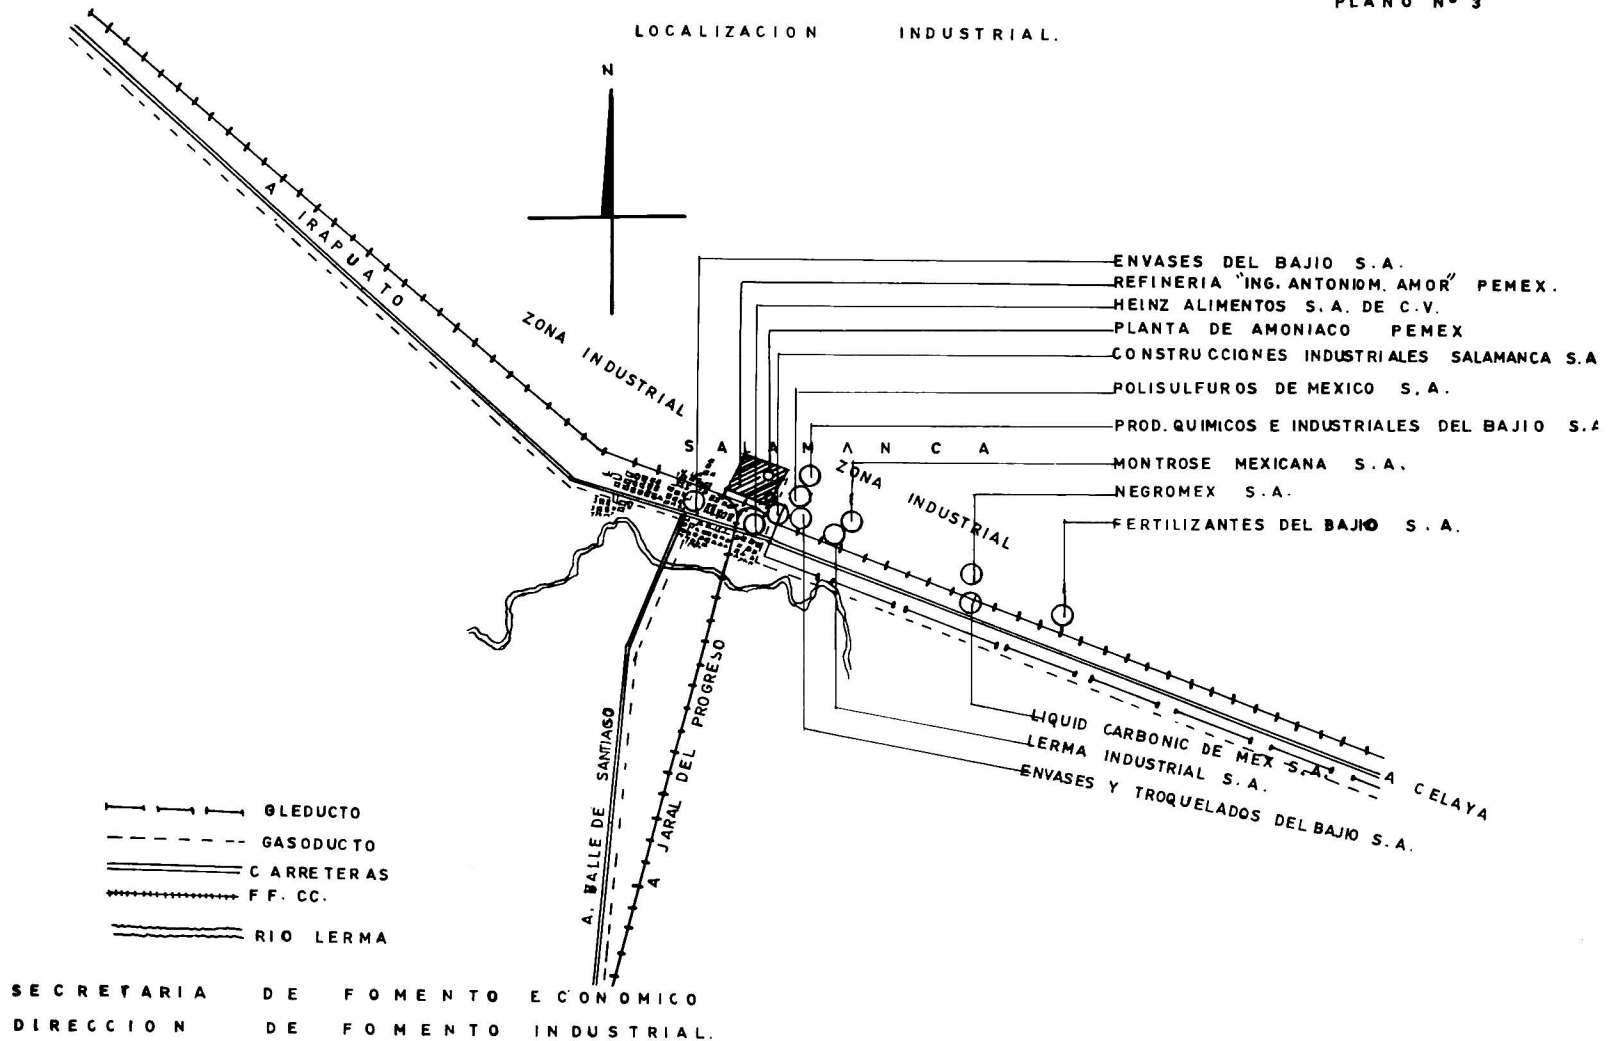 PLANO Nº 3
LOCALIZACION INDUSTRIAL.
N
A IRAPUATO
ZONA INDUSTRIAL
ENVASES DEL BAJIO S.A.
REFINERIA "ING. ANTONIOM. AMOR" PEMEX.
HEINZ ALIMENTOS S.A. DE C.V.
PLANTA DE AMONIACO PEMEX
CONSTRUCCIONES INDUSTRIALES SALAMANCA S.A
POLISULFUROS DE MEXICO S.A.
PROD. QUIMICOS E INDUSTRIALES DEL BAJIO S.A
MONTROSE MEXICANA S.A.
NEGROMEX S.A.
FERTILIZANTES DEL BAJIO S.A.
SALAMANCA
ZONA INDUSTRIAL
LIQUID CARBONIC DE MEX S.A.
LERMA INDUSTRIAL S.A.
ENVASES Y TROQUELADOS DEL BAJIO S.A.
A CELAYA
A. VALLE DE SANTIAGO
A JARAL DEL PROGRESO
OLEDUCTO
GASODUCTO
CARRETERAS
FF. CC.
RIO LERMA
SECRETARIA DE FOMENTO ECONOMICO
DIRECCION DE FOMENTO INDUSTRIAL.